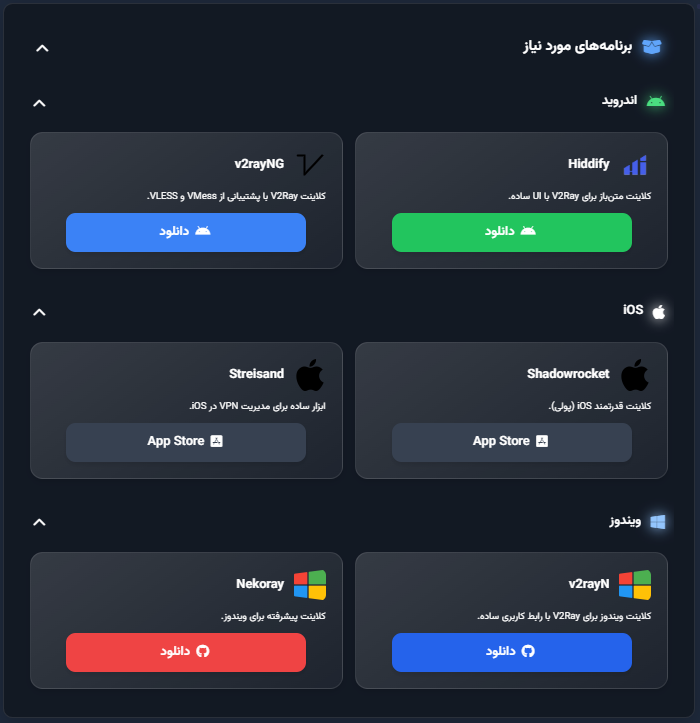 برنامه‌های مورد نیاز
اندروید
Hiddify
کلاینت متن‌باز برای V2Ray با UI ساده.
دانلود
v2rayNG
کلاینت V2Ray با پشتیبانی از VMess و VLESS.
دانلود
iOS
Shadowrocket
کلاینت قدرتمند iOS (پولی).
App Store
Streisand
ابزار ساده برای مدیریت VPN در iOS.
App Store
ویندوز
v2rayN
کلاینت ویندوز برای V2Ray با رابط کاربری ساده.
دانلود
Nekoray
کلاینت پیشرفته برای ویندوز.
دانلود